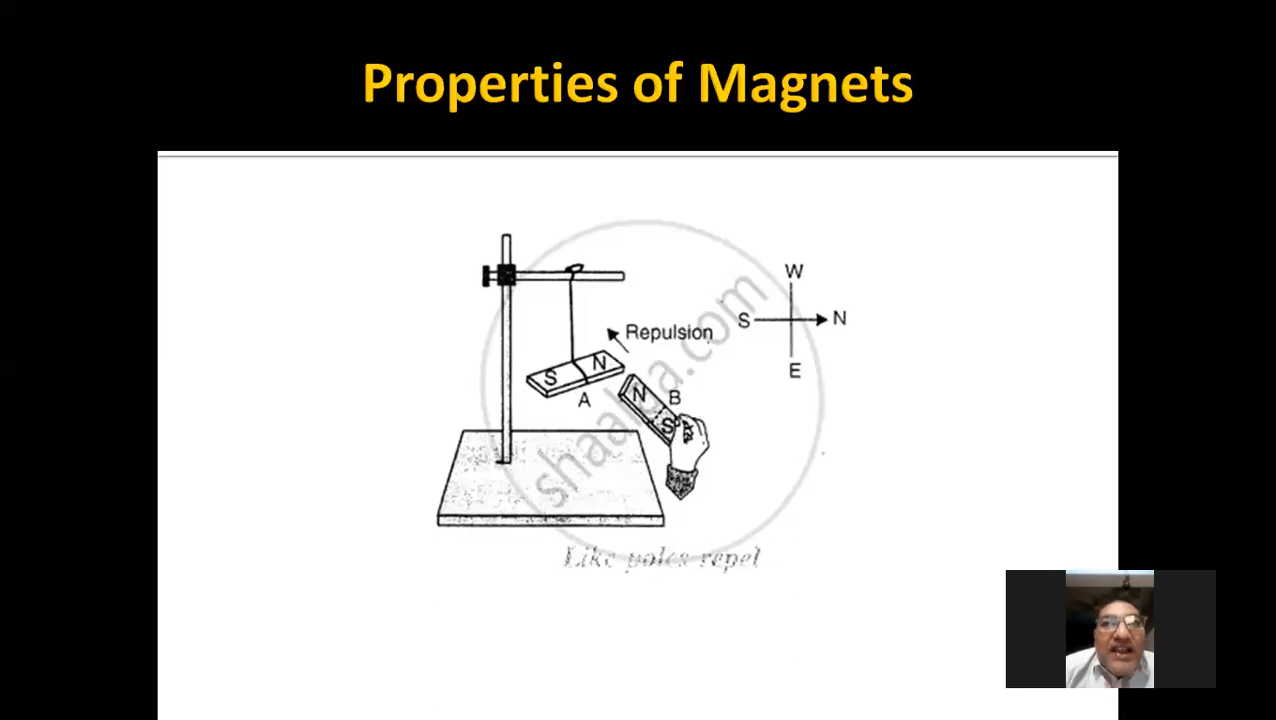 Properties of Magnets
W
S
N
E
Repulsion
S
N
A
N
B
S
shaalaa.com
Like poles repel